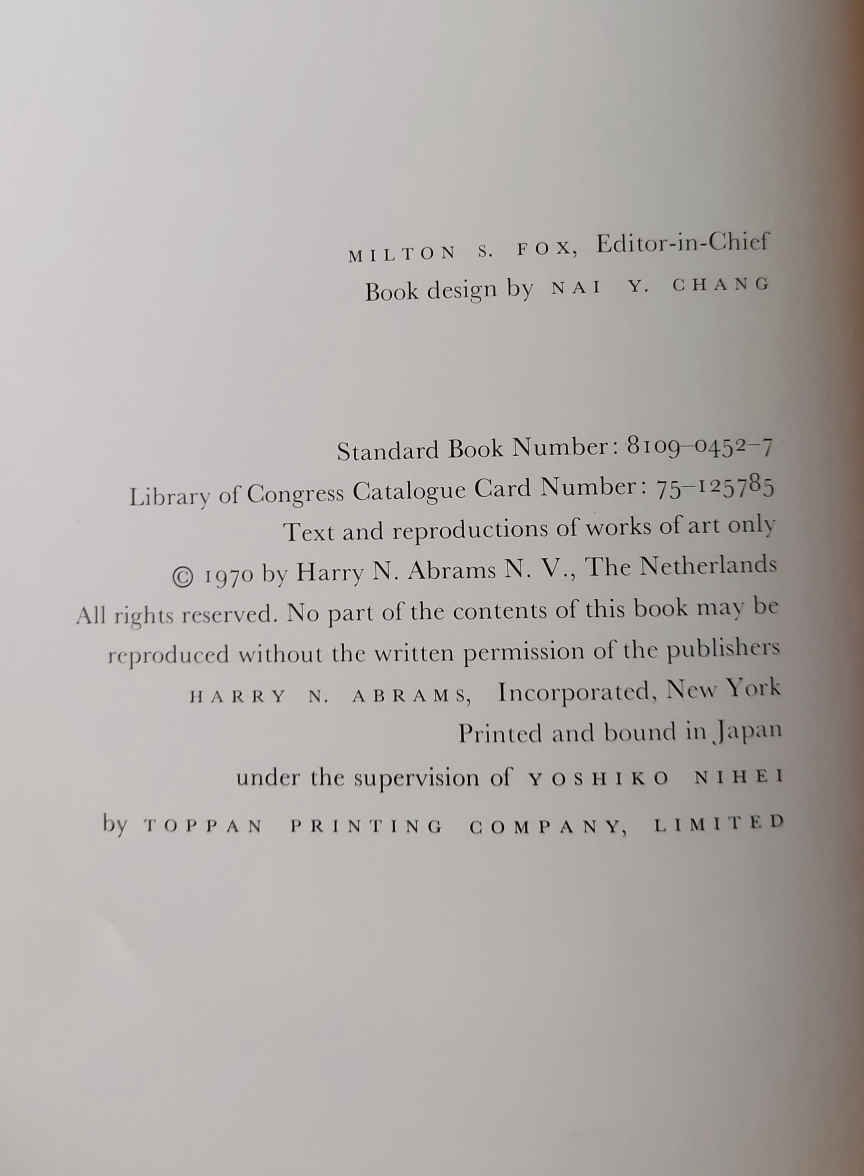 MILTON S. FOX, Editor-in-Chief
Book design by NAI Y. CHANG
Standard Book Number: 8109–0452–7
Library of Congress Catalogue Card Number: 75–125785
Text and reproductions of works of art only
© 1970 by Harry N. Abrams N. V., The Netherlands
All rights reserved. No part of the contents of this book may be
reproduced without the written permission of the publishers
HARRY N. ABRAMS, Incorporated, New York
Printed and bound in Japan
under the supervision of YOSHIKO NIHEI
by TOPPAN PRINTING COMPANY, LIMITED